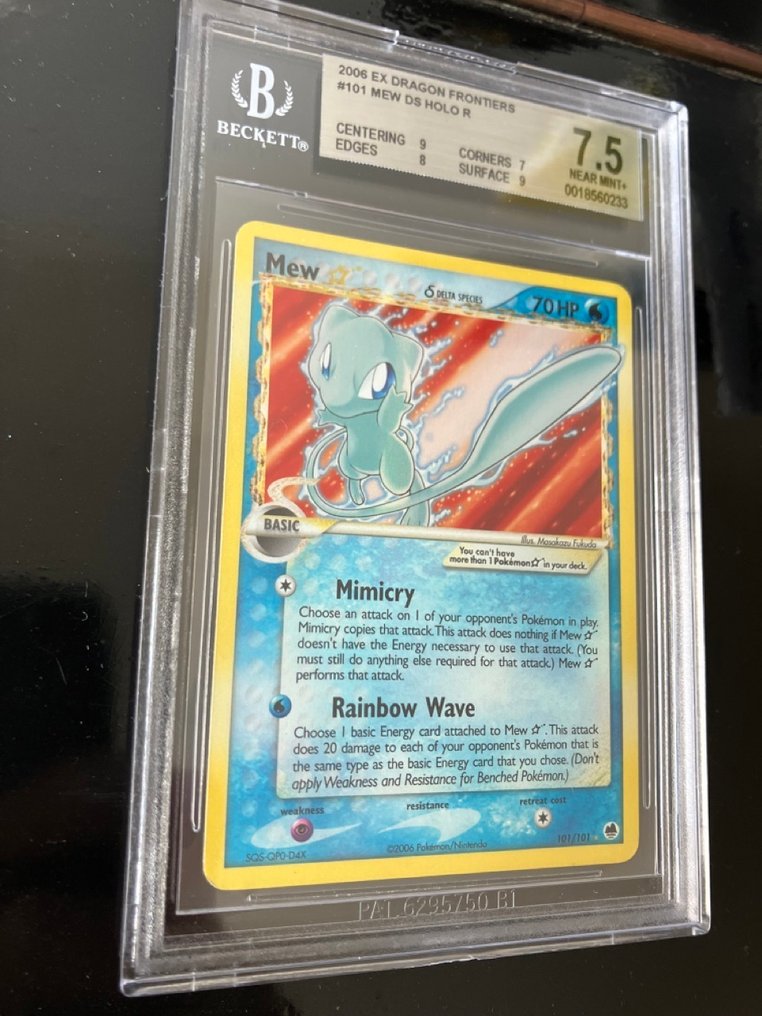 B
BECKETT®
2006 EX DRAGON FRONTIERS
#101 MEW DS HOLO R
CENTERING 9
EDGES 8
CORNERS 7
SURFACE 9
7.5
NEAR MINT+
0018560233
Mew ☆
δ DELTA SPECIES
70 HP
BASIC
Illus. Masakazu Fukuda
You can't have
more than 1 Pokémon☆ in your deck.
Mimicry
Choose an attack on 1 of your opponent's Pokémon in play.
Mimicry copies that attack. This attack does nothing if Mew ☆
doesn't have the Energy necessary to use that attack. (You
must still do anything else required for that attack.) Mew ☆
performs that attack.
Rainbow Wave
Choose 1 basic Energy card attached to Mew ☆. This attack
does 20 damage to each of your opponent's Pokémon that is
the same type as the basic Energy card that you chose. (Don't
apply Weakness and Resistance for Benched Pokémon.)
weakness
resistance
retreat cost
SQS-QP0-D4X
©2006 Pokémon/Nintendo
101/101
PAT. 6295750 B1